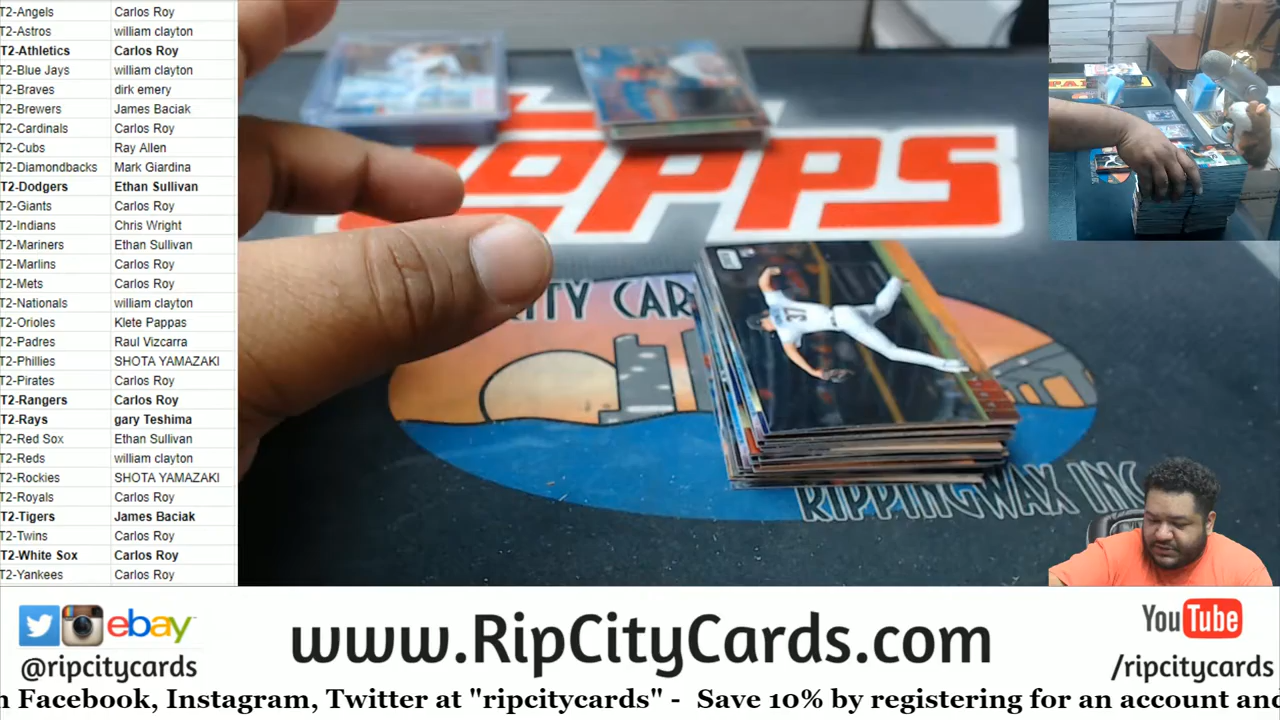 T2-Angels Carlos Roy
T2-Astros william clayton
T2-Athletics Carlos Roy
T2-Blue Jays william clayton
T2-Braves dirk emery
T2-Brewers James Baciak
T2-Cardinals Carlos Roy
T2-Cubs Ray Allen
T2-Diamondbacks Mark Giardina
T2-Dodgers Ethan Sullivan
T2-Giants Carlos Roy
T2-Indians Chris Wright
T2-Mariners Ethan Sullivan
T2-Marlins Carlos Roy
T2-Mets Carlos Roy
T2-Nationals william clayton
T2-Orioles Klete Pappas
T2-Padres Raul Vizcarra
T2-Phillies SHOTA YAMAZAKI
T2-Pirates Carlos Roy
T2-Rangers Carlos Roy
T2-Rays gary Teshima
T2-Red Sox Ethan Sullivan
T2-Reds william clayton
T2-Rockies SHOTA YAMAZAKI
T2-Royals Carlos Roy
T2-Tigers James Baciak
T2-Twins Carlos Roy
T2-White Sox Carlos Roy
T2-Yankees Carlos Roy
TOPPS
CITY CAR
37
RIPPINGWAX INC
ebay
@ripcitycards
www.RipCityCards.com
YouTube
/ripcitycards
n Facebook, Instagram, Twitter at "ripcitycards" - Save 10% by registering for an account and